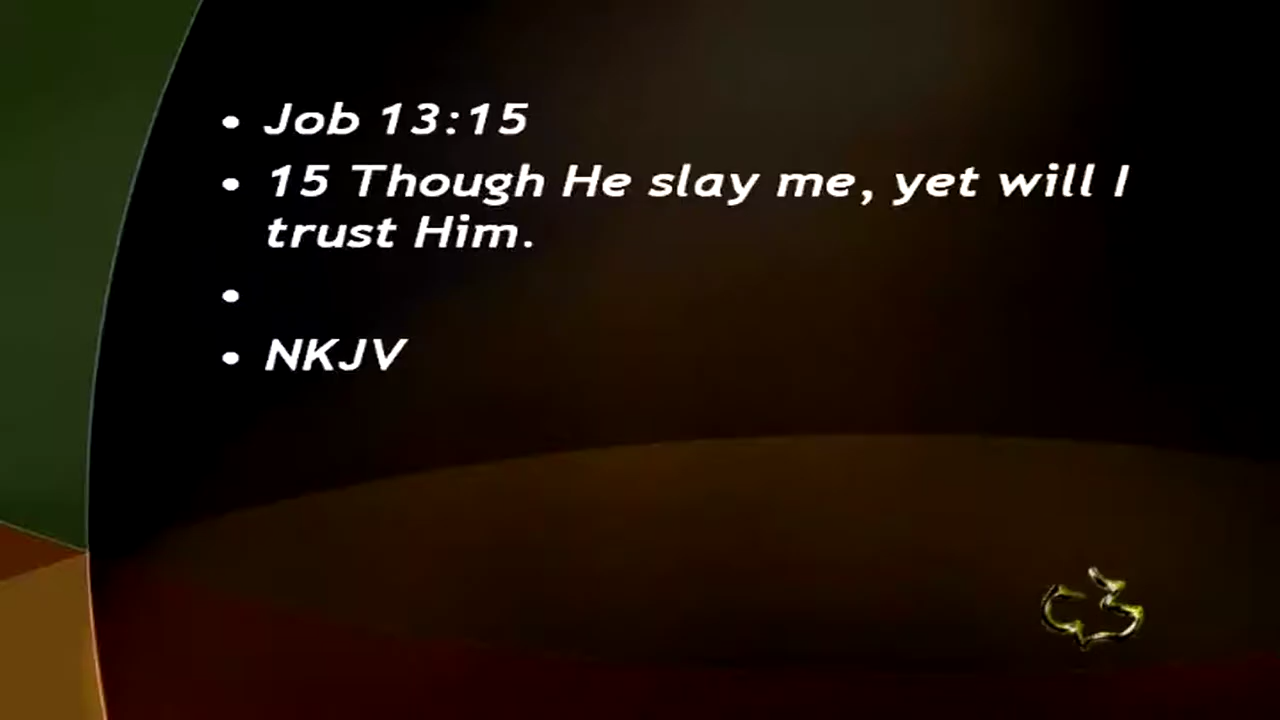 • Job 13:15
• 15 Though He slay me, yet will I
trust Him.
•
• NKJV